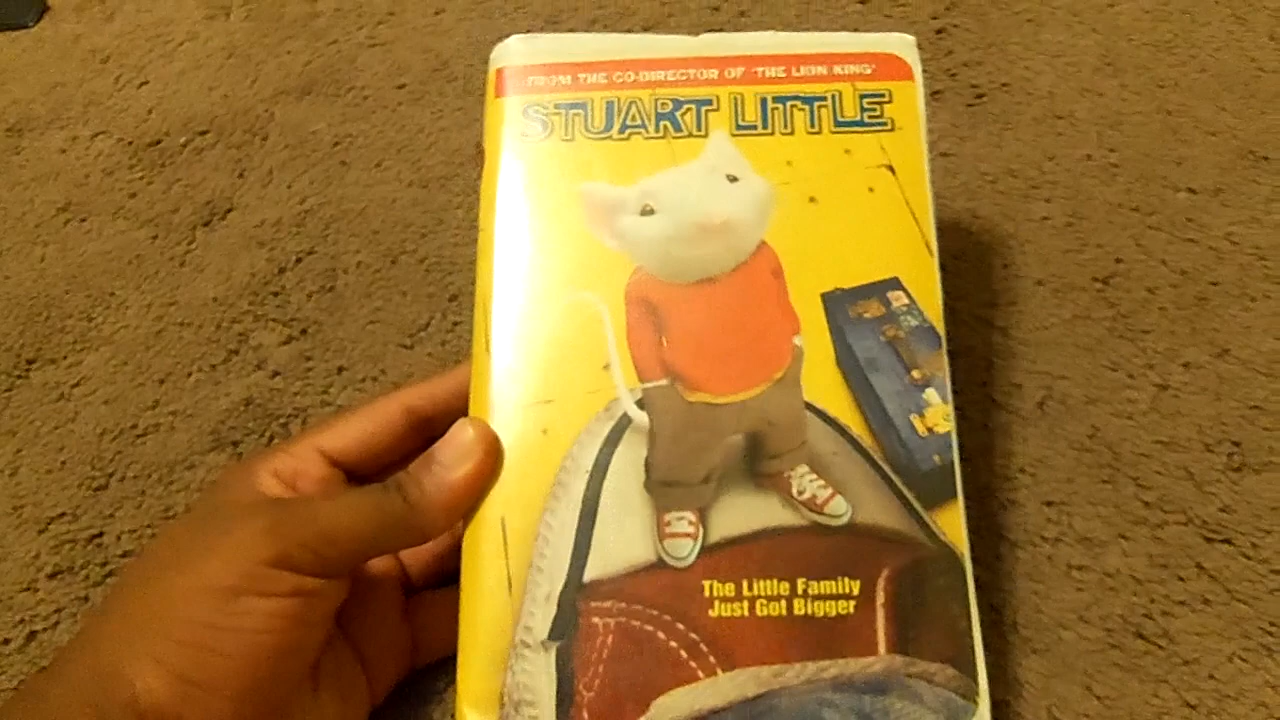 FROM THE CO-DIRECTOR OF 'THE LION KING'
STUART LITTLE
The Little Family
Just Got Bigger